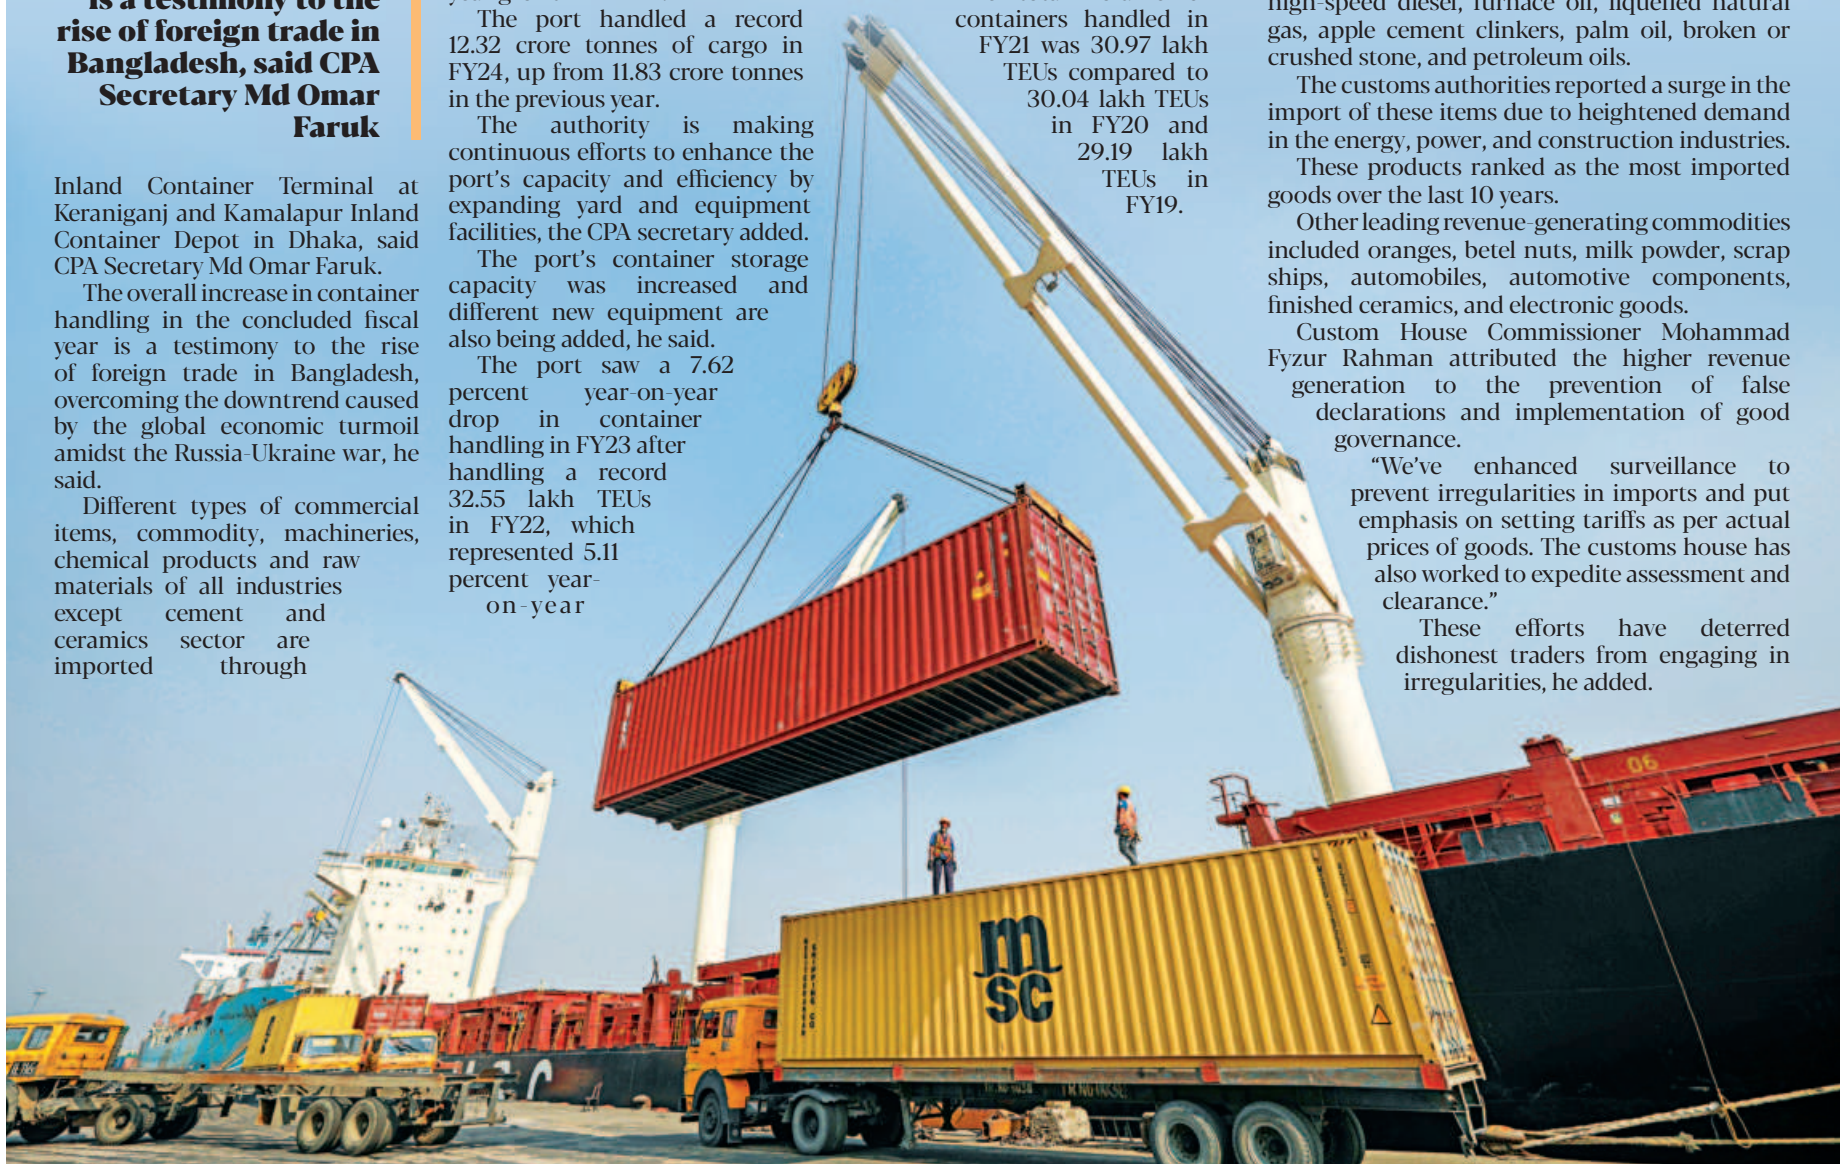 is a testimony to the
rise of foreign trade in
Bangladesh, said CPA
Secretary Md Omar
Faruk
Inland Container Terminal at
Keraniganj and Kamalapur Inland
Container Depot in Dhaka, said
CPA Secretary Md Omar Faruk.
The overall increase in container
handling in the concluded fiscal
year is a testimony to the rise
of foreign trade in Bangladesh,
overcoming the downtrend caused
by the global economic turmoil
amidst the Russia-Ukraine war, he
said.
Different types of commercial
items, commodity, machineries,
chemical products and raw
materials of all industries
except cement and
ceramics sector are
imported through
The port handled a record
12.32 crore tonnes of cargo in
FY24, up from 11.83 crore tonnes
in the previous year.
The authority is making
continuous efforts to enhance the
port's capacity and efficiency by
expanding yard and equipment
facilities, the CPA secretary added.
The port's container storage
capacity was increased and
different new equipment are
also being added, he said.
The port saw a 7.62
percent year-on-year
drop in container
handling in FY23 after
handling a record
32.55 lakh TEUs
in FY22, which
represented 5.11
percent year-
on-year
containers handled in
FY21 was 30.97 lakh
TEUs compared to
30.04 lakh TEUs
in FY20 and
29.19 lakh
TEUs in
FY19.
high-speed diesel, furnace oil, liquefied natural
gas, apple cement clinkers, palm oil, broken or
crushed stone, and petroleum oils.
The customs authorities reported a surge in the
import of these items due to heightened demand
in the energy, power, and construction industries.
These products ranked as the most imported
goods over the last 10 years.
Other leading revenue-generating commodities
included oranges, betel nuts, milk powder, scrap
ships, automobiles, automotive components,
finished ceramics, and electronic goods.
Custom House Commissioner Mohammad
Fyzur Rahman attributed the higher revenue
generation to the prevention of false
declarations and implementation of good
governance.
“We've enhanced surveillance to
prevent irregularities in imports and put
emphasis on setting tariffs as per actual
prices of goods. The customs house has
also worked to expedite assessment and
clearance.”
These efforts have deterred
dishonest traders from engaging in
irregularities, he added.
06
MEDITERRANEAN
SHIPPING CO
m
SC